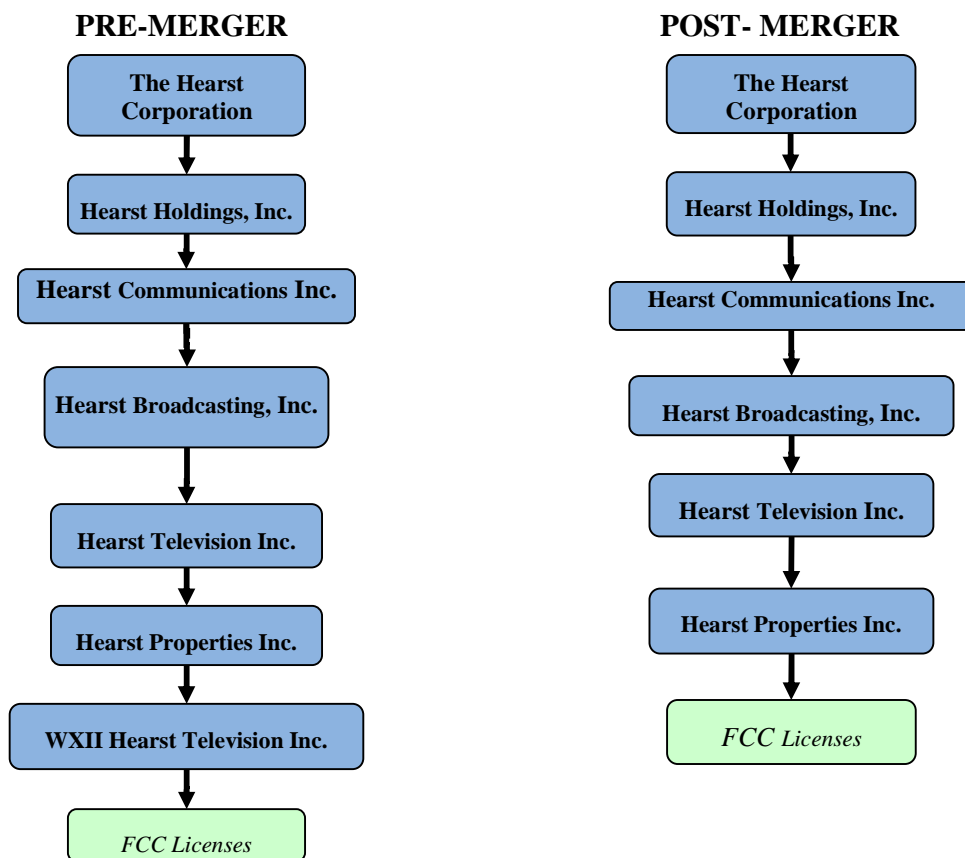 PRE-MERGER
The Hearst
Corporation
Hearst Holdings, Inc.
Hearst Communications Inc.
Hearst Broadcasting, Inc.
Hearst Television Inc.
Hearst Properties Inc.
WXII Hearst Television Inc.
FCC Licenses
POST- MERGER
The Hearst
Corporation
Hearst Holdings, Inc.
Hearst Communications Inc.
Hearst Broadcasting, Inc.
Hearst Television Inc.
Hearst Properties Inc.
FCC Licenses